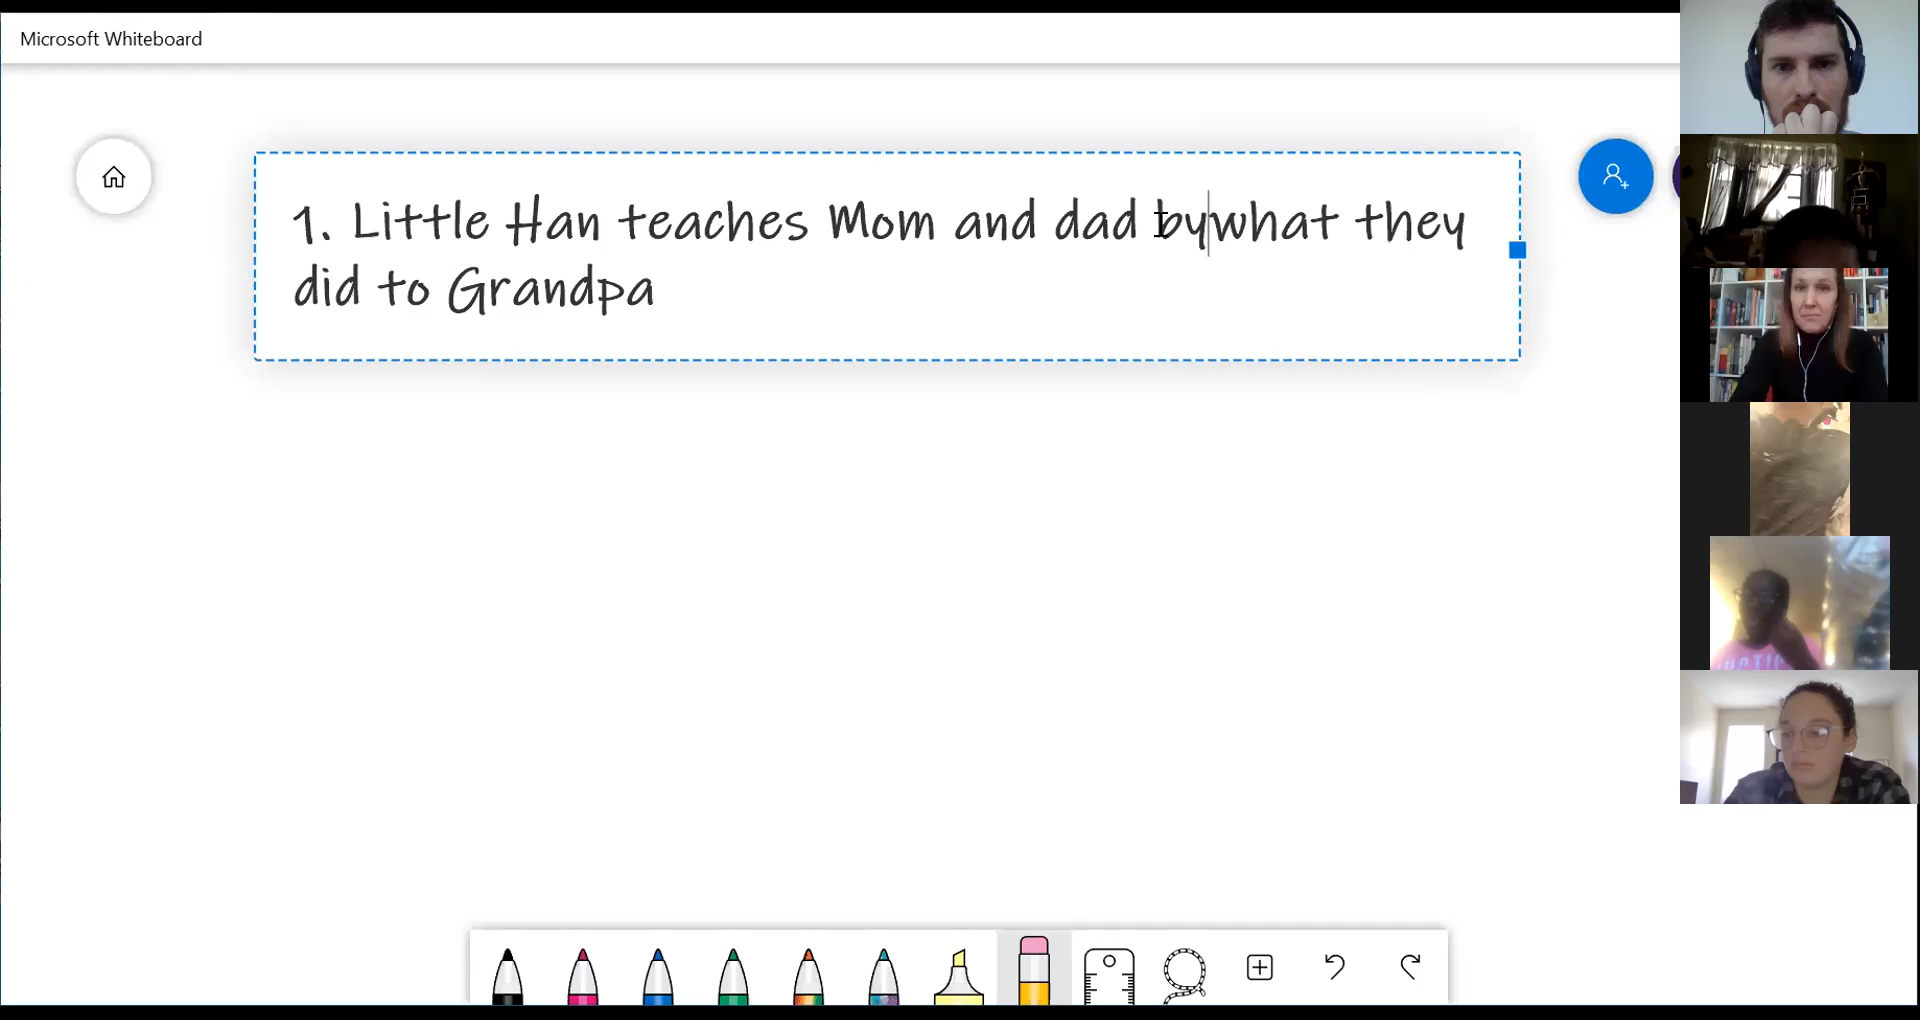 Microsoft Whiteboard
1. Little Han teaches Mom and dad bywhat they
did to Grandpa